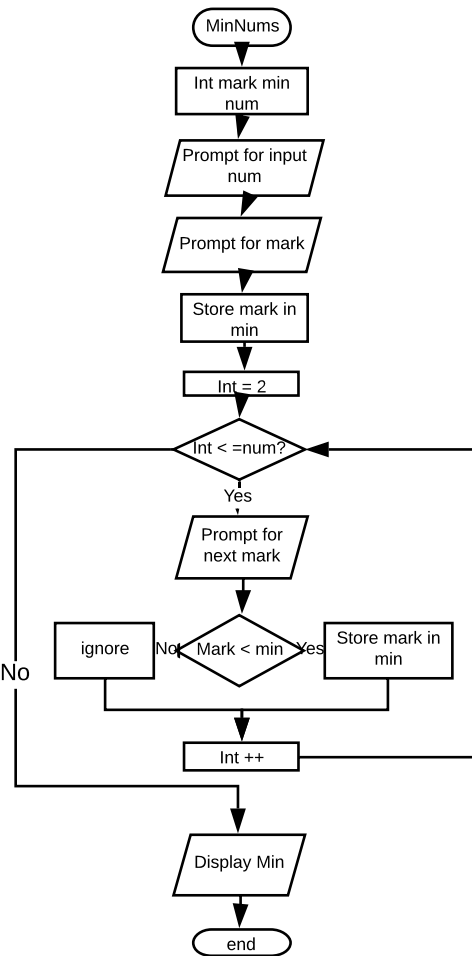 MinNums
Int mark min
num
Prompt for input
num
Prompt for mark
Store mark in
min
Int = 2
Int < =num?
Yes
Prompt for
next mark
ignore
No
Mark < min
Yes
Store mark in
min
No
Int ++
Display Min
end